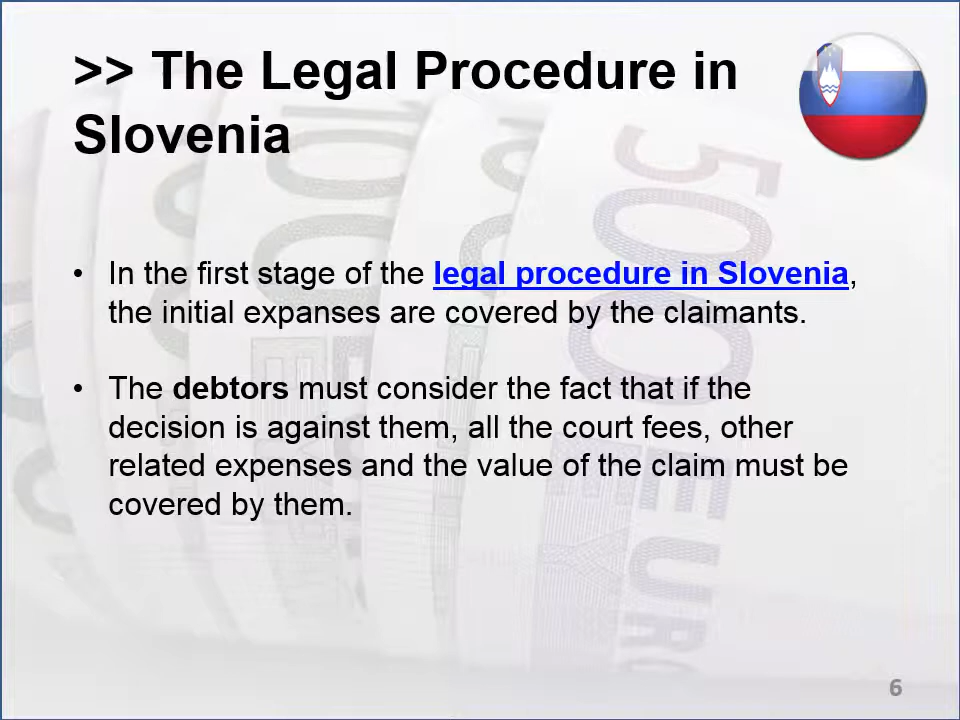 >> The Legal Procedure in
Slovenia
• In the first stage of the legal procedure in Slovenia,
the initial expanses are covered by the claimants.
• The debtors must consider the fact that if the
decision is against them, all the court fees, other
related expenses and the value of the claim must be
covered by them.
500 EURO
6